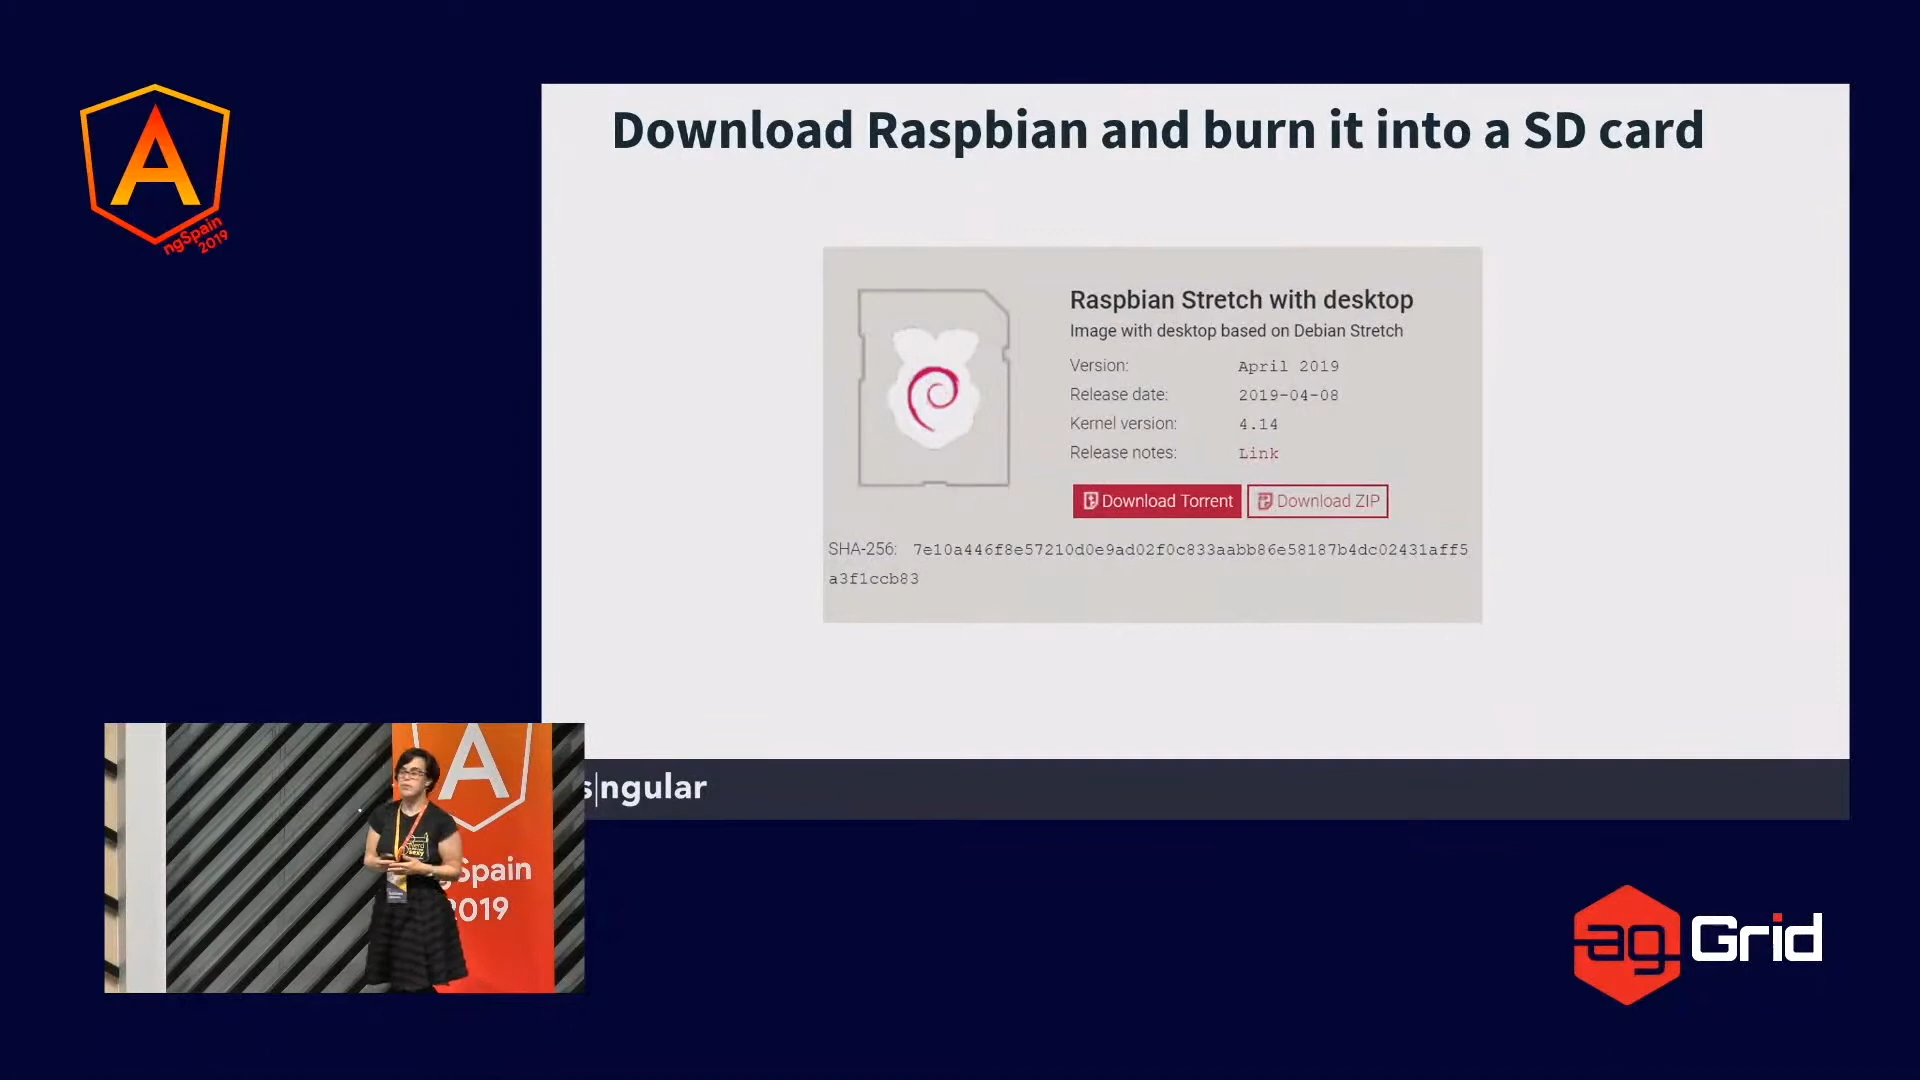 ngSpain
2019
Download Raspbian and burn it into a SD card
Raspbian Stretch with desktop
Image with desktop based on Debian Stretch
Version: April 2019
Release date: 2019-04-08
Kernel version: 4.14
Release notes: Link
Download Torrent Download ZIP
SHA-256: 7e10a446f8e57210d0e9ad02f0c833aabb86e58187b4dc02431aff5
a3f1ccb83
s|ngular
Spain
2019
ag Grid